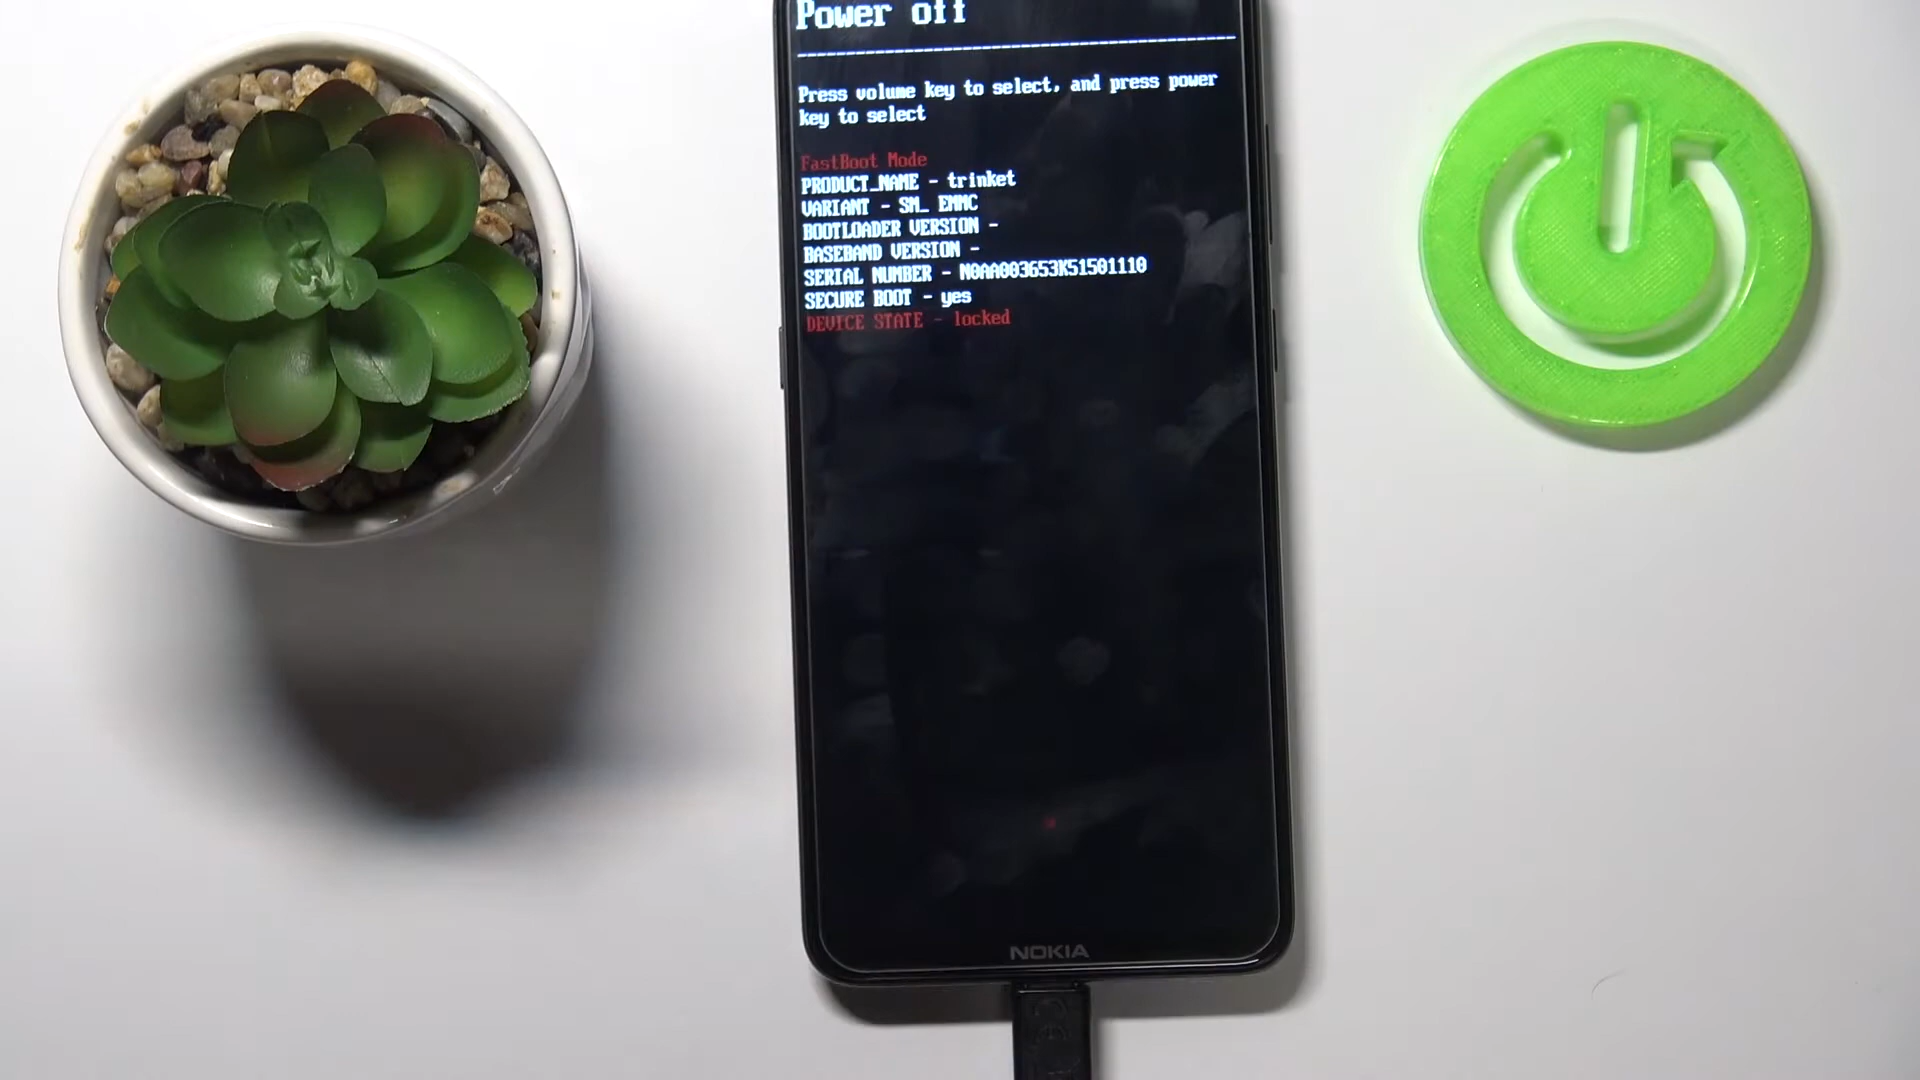 Power off
Press volume key to select, and press power
key to select
FastBoot Mode
PRODUCT_NAME - trinket
VARIANT - SM_ EMMC
BOOTLOADER VERSION -
BASEBAND VERSION -
SERIAL NUMBER - N0AA003653K51501110
SECURE BOOT - yes
DEVICE STATE - locked
NOKIA